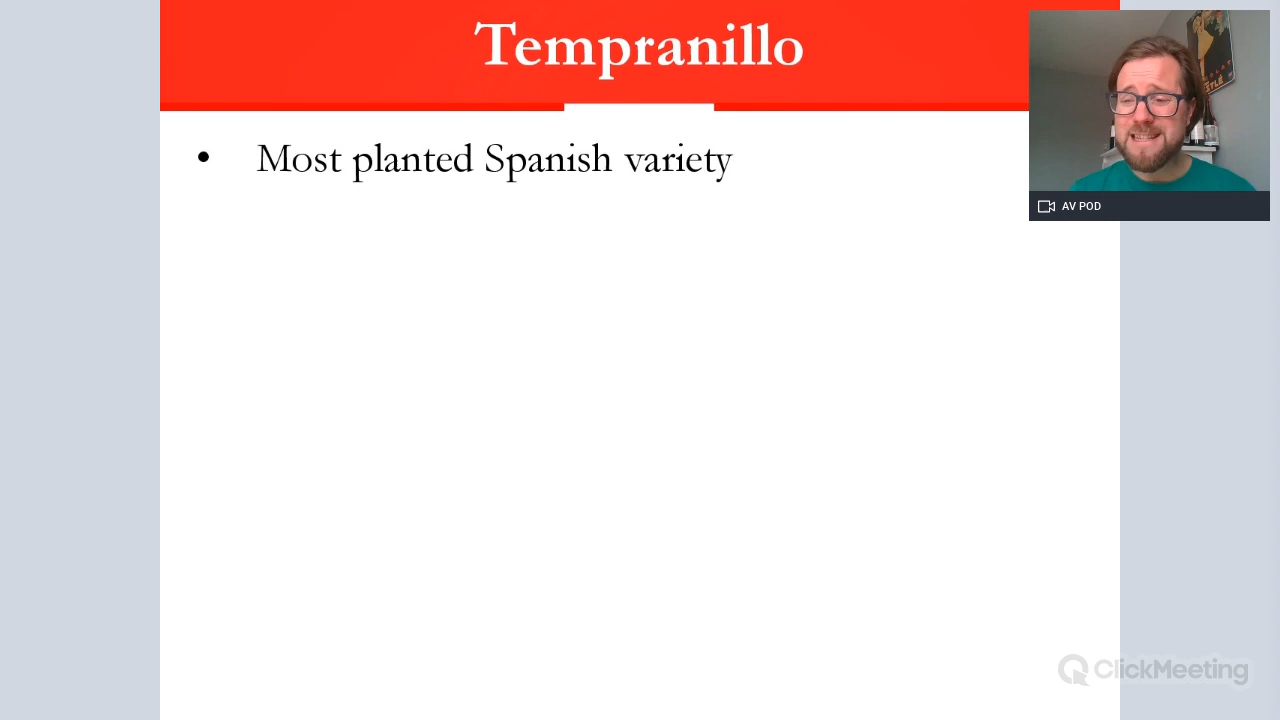 Tempranillo
• Most planted Spanish variety
AV POD
ClickMeeting